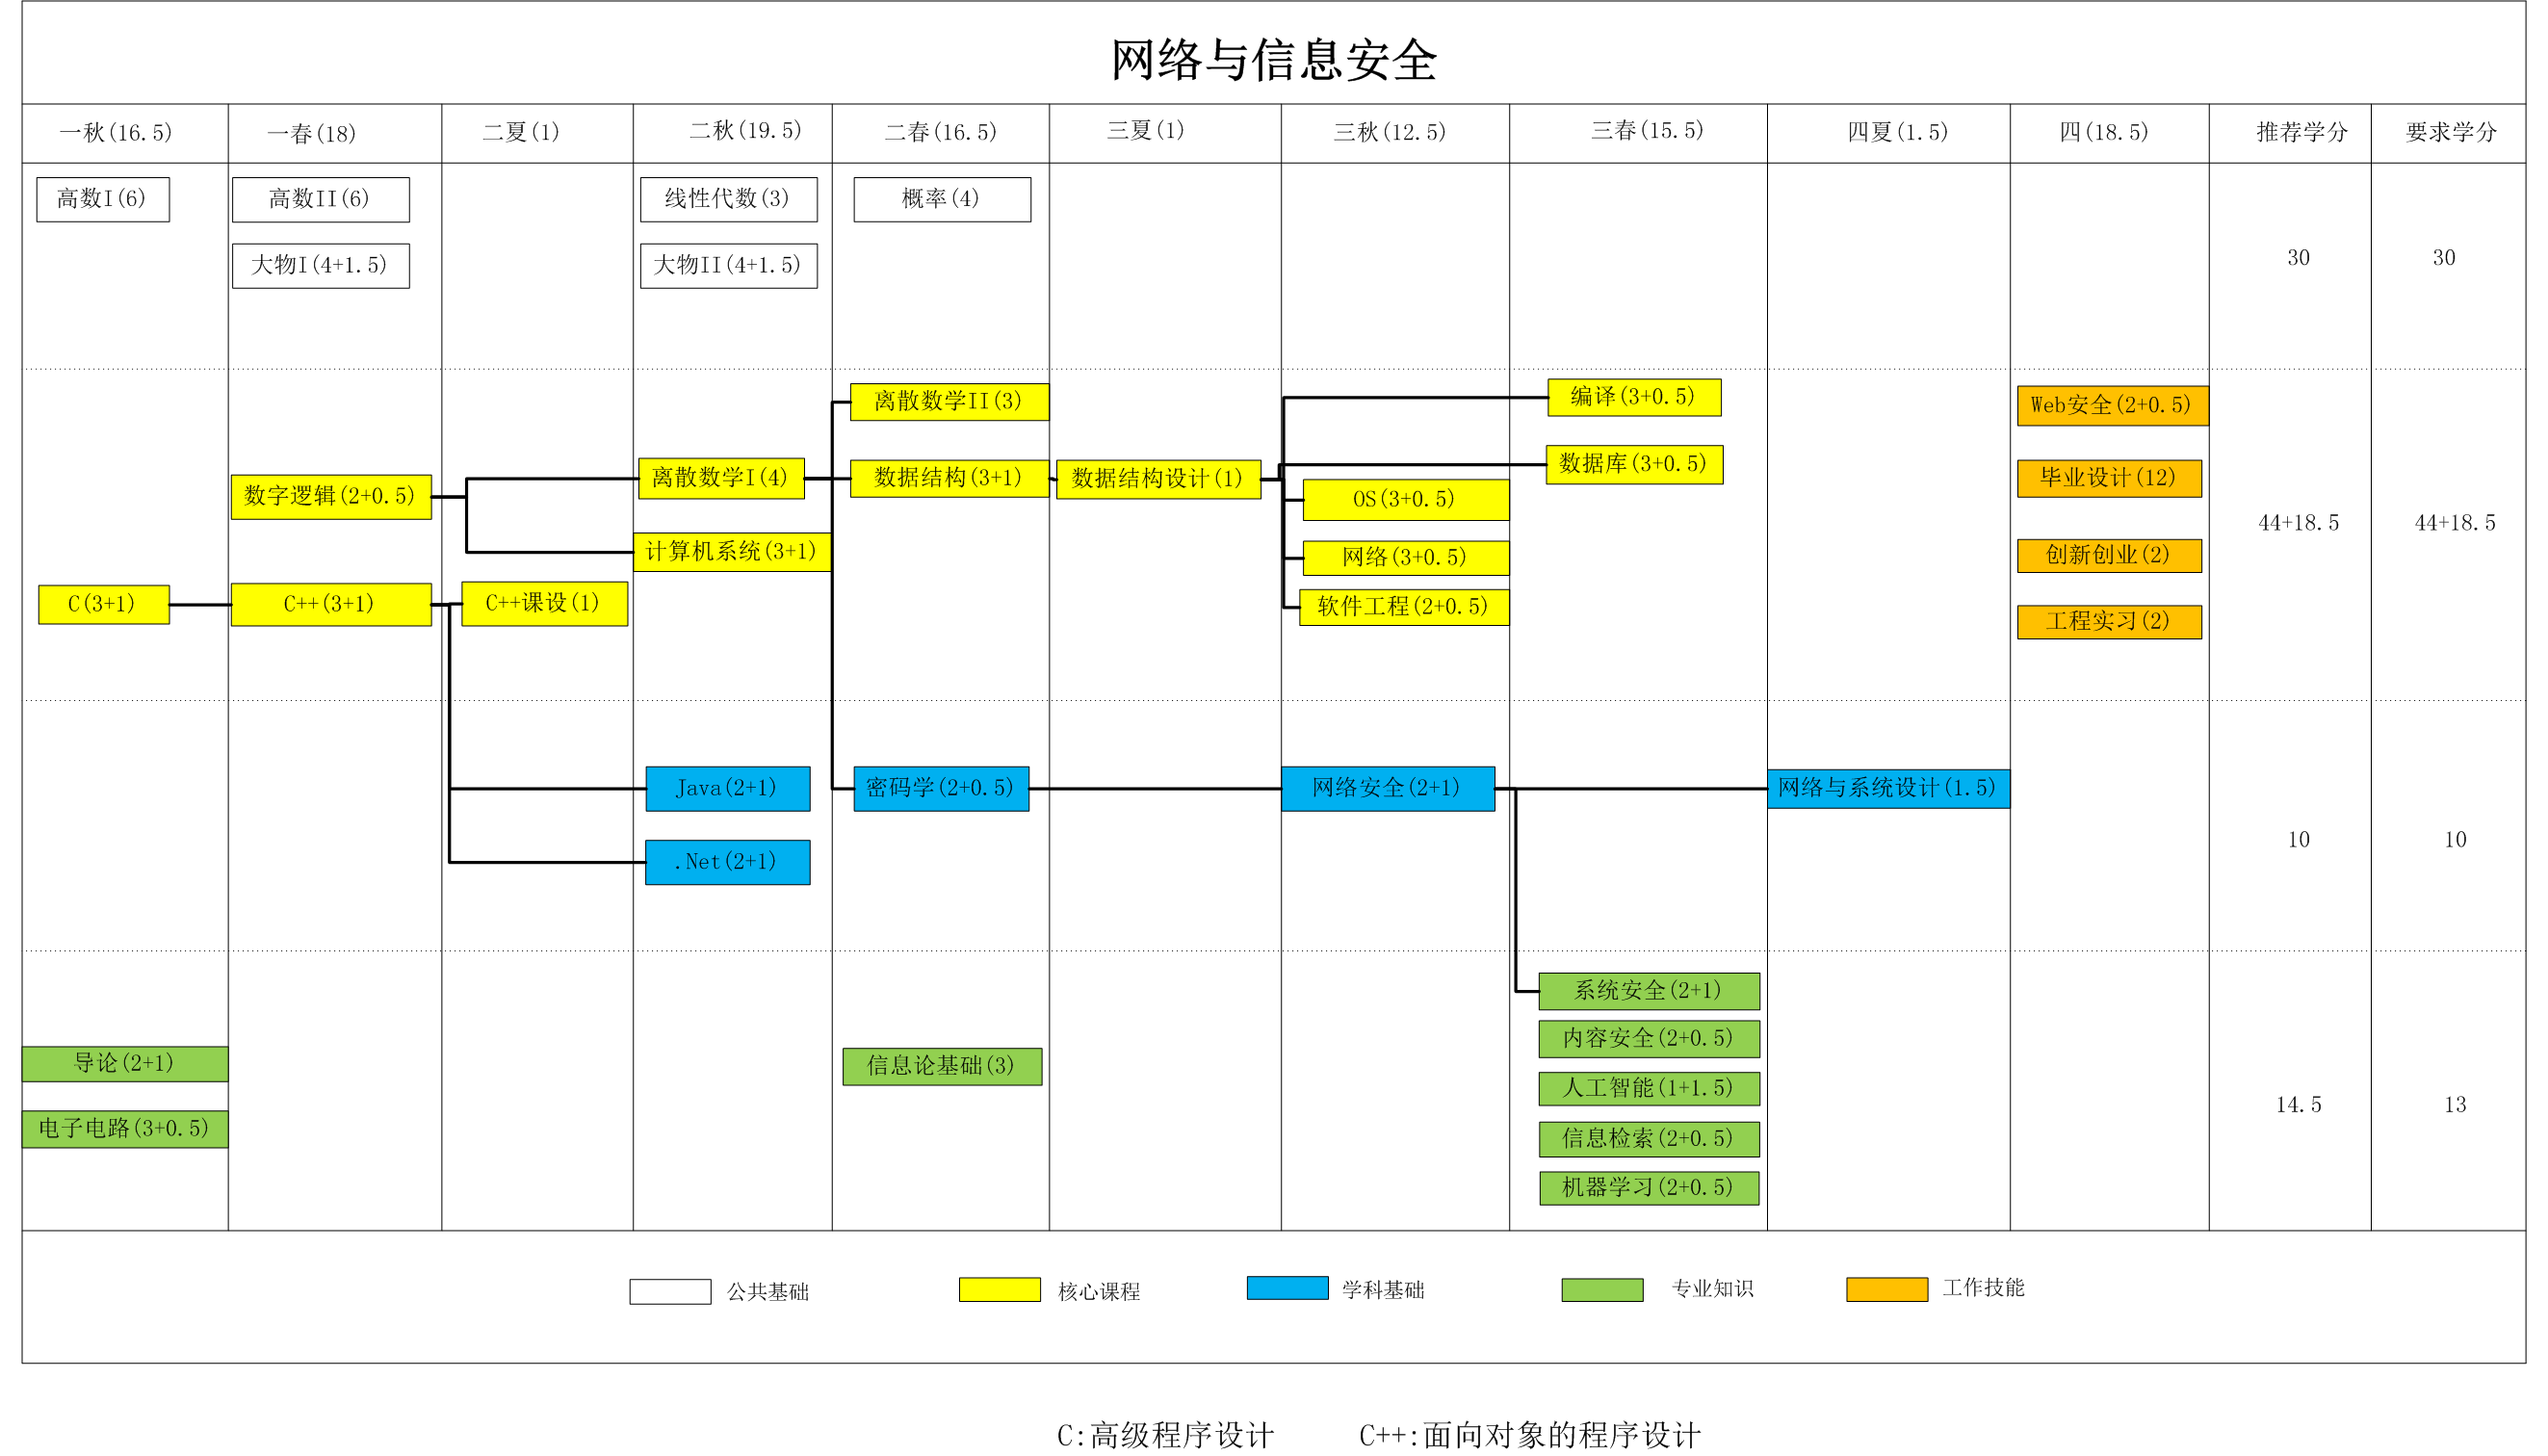 网络与信息安全
一秋(16.5) 一春(18) 二夏(1) 二秋(19.5) 二春(16.5) 三夏(1) 三秋(12.5) 三春(15.5) 四夏(1.5) 四(18.5) 推荐学分 要求学分
高数I(6) 高数II(6) 线性代数(3) 概率(4)
大物I(4+1.5) 大物II(4+1.5) 30 30
离散数学II(3) 编译(3+0.5) Web安全(2+0.5)
数字逻辑(2+0.5) 离散数学I(4) 数据结构(3+1) 数据结构设计(1) 数据库(3+0.5) 毕业设计(12)
OS(3+0.5) 44+18.5 44+18.5
计算机系统(3+1) 网络(3+0.5) 创新创业(2)
C(3+1) C++(3+1) C++课设(1) 软件工程(2+0.5) 工程实习(2)
Java(2+1) 密码学(2+0.5) 网络安全(2+1) 网络与系统设计(1.5)
.Net(2+1) 10 10
系统安全(2+1)
内容安全(2+0.5)
导论(2+1) 信息论基础(3) 人工智能(1+1.5) 14.5 13
电子电路(3+0.5) 信息检索(2+0.5)
机器学习(2+0.5)
公共基础 核心课程 学科基础 专业知识 工作技能
C:高级程序设计 C++:面向对象的程序设计